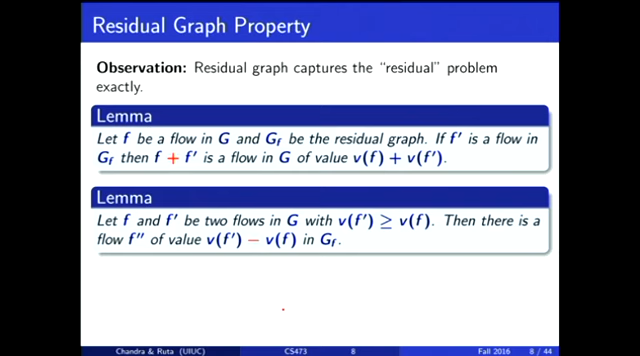 Residual Graph Property
Observation: Residual graph captures the “residual” problem
exactly.
Lemma
Let f be a flow in G and G_f be the residual graph. If f′ is a flow in
G_f then f + f′ is a flow in G of value v(f) + v(f′).
Lemma
Let f and f′ be two flows in G with v(f′) ≥ v(f). Then there is a
flow f″ of value v(f′) − v(f) in G_f.
Chandra & Ruta (UIUC) CS473 8 Fall 2016 8 / 44